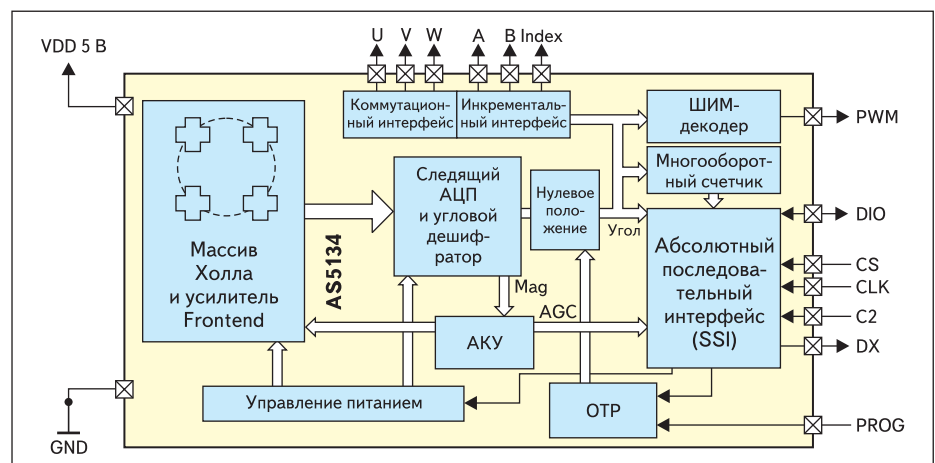 VDD 5 В
U V W A B Index
Коммутацион-
ный интерфейс
Инкременталь-
ный интерфейс
ШИМ-
декодер
PWM
Многооборот-
ный счетчик
Массив
Холла
и усилитель
Frontend
AS5134
Следящий
АЦП
и угловой
дешиф-
ратор
Нулевое
поло-
жение
Угол
Абсолютный
последова-
тельный
интерфейс
(SSI)
DIO
CS
CLK
C2
DX
Mag
AGC
АКУ
Управление питанием
OTP
PROG
GND